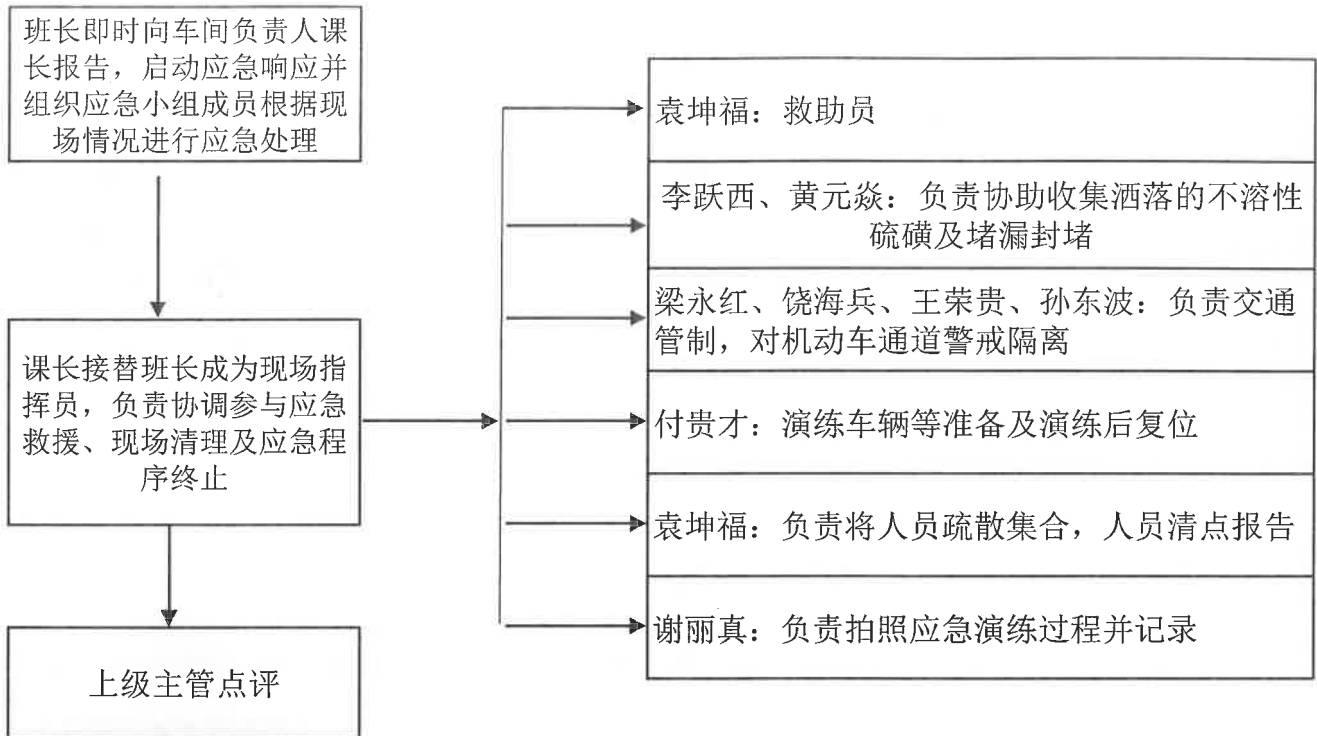 班长即时向车间负责人课
长报告，启动应急响应并
组织应急小组成员根据现
场情况进行应急处理
课长接替班长成为现场指
挥员，负责协调参与应急
救援、现场清理及应急程
序终止
上级主管点评
袁坤福：救助员
李跃西、黄元焱：负责协助收集洒落的不溶性
硫磺及堵漏封堵
梁永红、饶海兵、王荣贵、孙东波：负责交通
管制，对机动车通道警戒隔离
付贵才：演练车辆等准备及演练后复位
袁坤福：负责将人员疏散集合，人员清点报告
谢丽真：负责拍照应急演练过程并记录